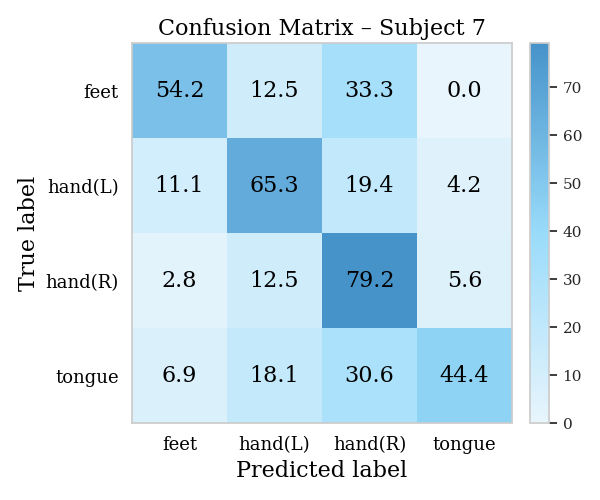 Confusion Matrix – Subject 7
feet 54.2 12.5 33.3 0.0
hand(L) 11.1 65.3 19.4 4.2
hand(R) 2.8 12.5 79.2 5.6
tongue 6.9 18.1 30.6 44.4
feet hand(L) hand(R) tongue
Predicted label
True label
70
60
50
40
30
20
10
0